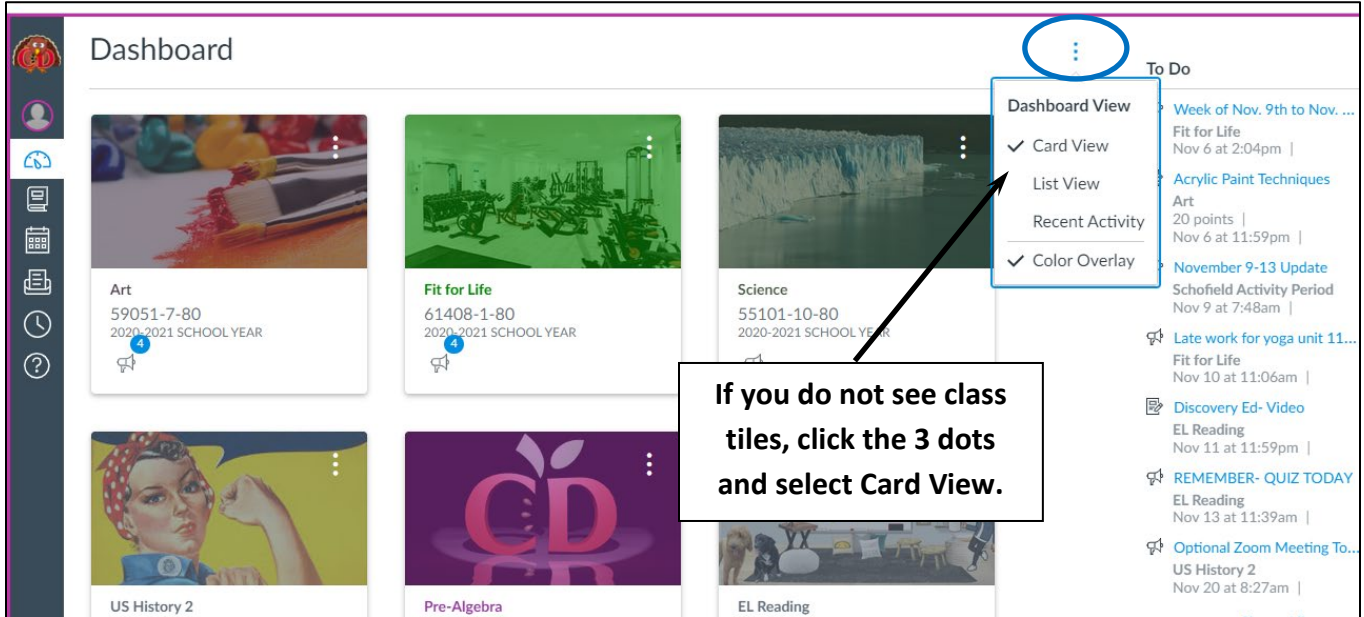 CD
Dashboard
Art
59051-7-80
2020-2021 SCHOOL YEAR
4
Fit for Life
61408-1-80
2020-2021 SCHOOL YEAR
4
Science
55101-10-80
2020-2021 SCHOOL YEAR
US History 2
CD
Pre-Algebra
EL Reading
Dashboard View
Card View
List View
Recent Activity
Color Overlay
If you do not see class
tiles, click the 3 dots
and select Card View.
To Do
Week of Nov. 9th to Nov. ...
Fit for Life
Nov 6 at 2:04pm |
Acrylic Paint Techniques
Art
20 points |
Nov 6 at 11:59pm |
November 9-13 Update
Schofield Activity Period
Nov 9 at 7:48am |
Late work for yoga unit 11...
Fit for Life
Nov 10 at 11:06am |
Discovery Ed- Video
EL Reading
Nov 11 at 11:59pm |
REMEMBER- QUIZ TODAY
EL Reading
Nov 13 at 11:39am |
Optional Zoom Meeting To...
US History 2
Nov 20 at 8:27am |